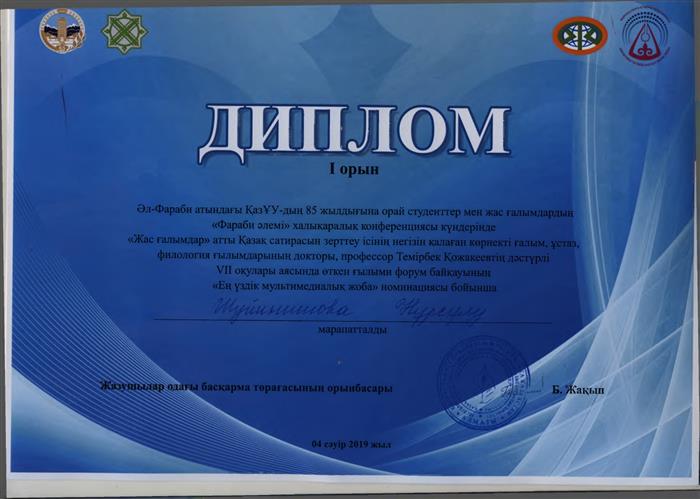 ДИПЛОМ
І орын
Әл-Фараби атындағы ҚазҰУ-дың 85 жылдығына орай студенттер мен жас ғалымдардың
«Фараби әлемі» халықаралық конференциясы күндерінде
«Жас ғалымдар» атты Қазақ сатирасын зерттеу ісінің негізін қалаған көрнекті ғалым, ұстаз,
филология ғылымдарының докторы, профессор Темірбек Қожакеевтің дәстүрлі
VII оқулары аясында өткен ғылыми форум байқауының
«Ең үздік мультимедиалық жоба» номинациясы бойынша
Нұрсұлу
марапатталды
Жазушылар одағы басқарма төрағасының орынбасары
Б. Жақып
04 сәуір 2019 жыл